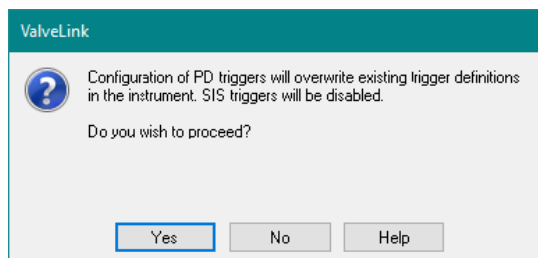 ValveLink
Configuration of PD triggers will overwrite existing trigger definitions
in the instrument. SIS triggers will be disabled.
Do you wish to proceed?
Yes
No
Help